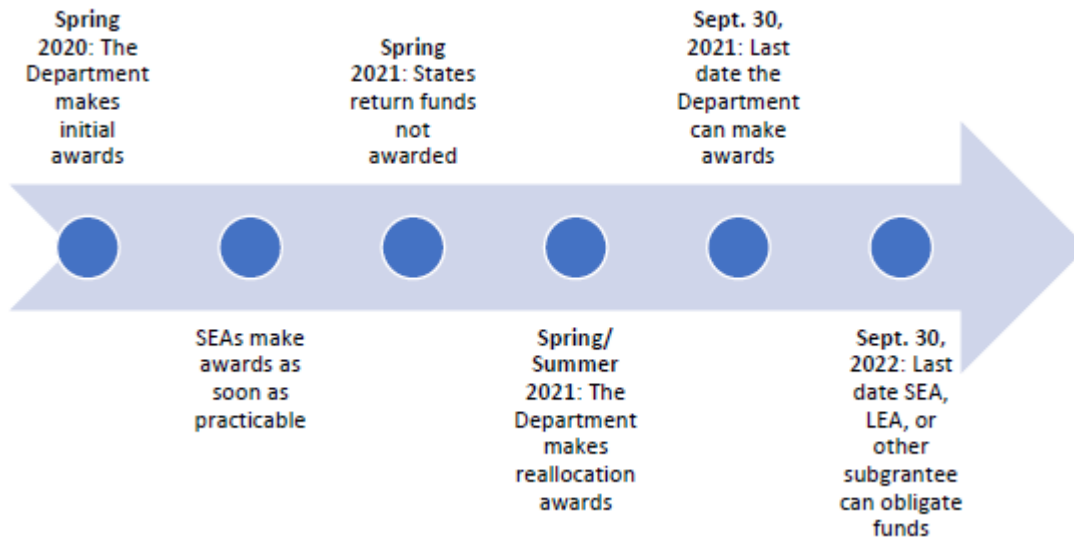 Spring
2020: The
Department
makes
initial
awards
SEAs make
awards as
soon as
practicable
Spring
2021: States
return funds
not
awarded
Spring/
Summer
2021: The
Department
makes
reallocation
awards
Sept. 30,
2021: Last
date the
Department
can make
awards
Sept. 30,
2022: Last
date SEA,
LEA, or
other
subgrantee
can obligate
funds